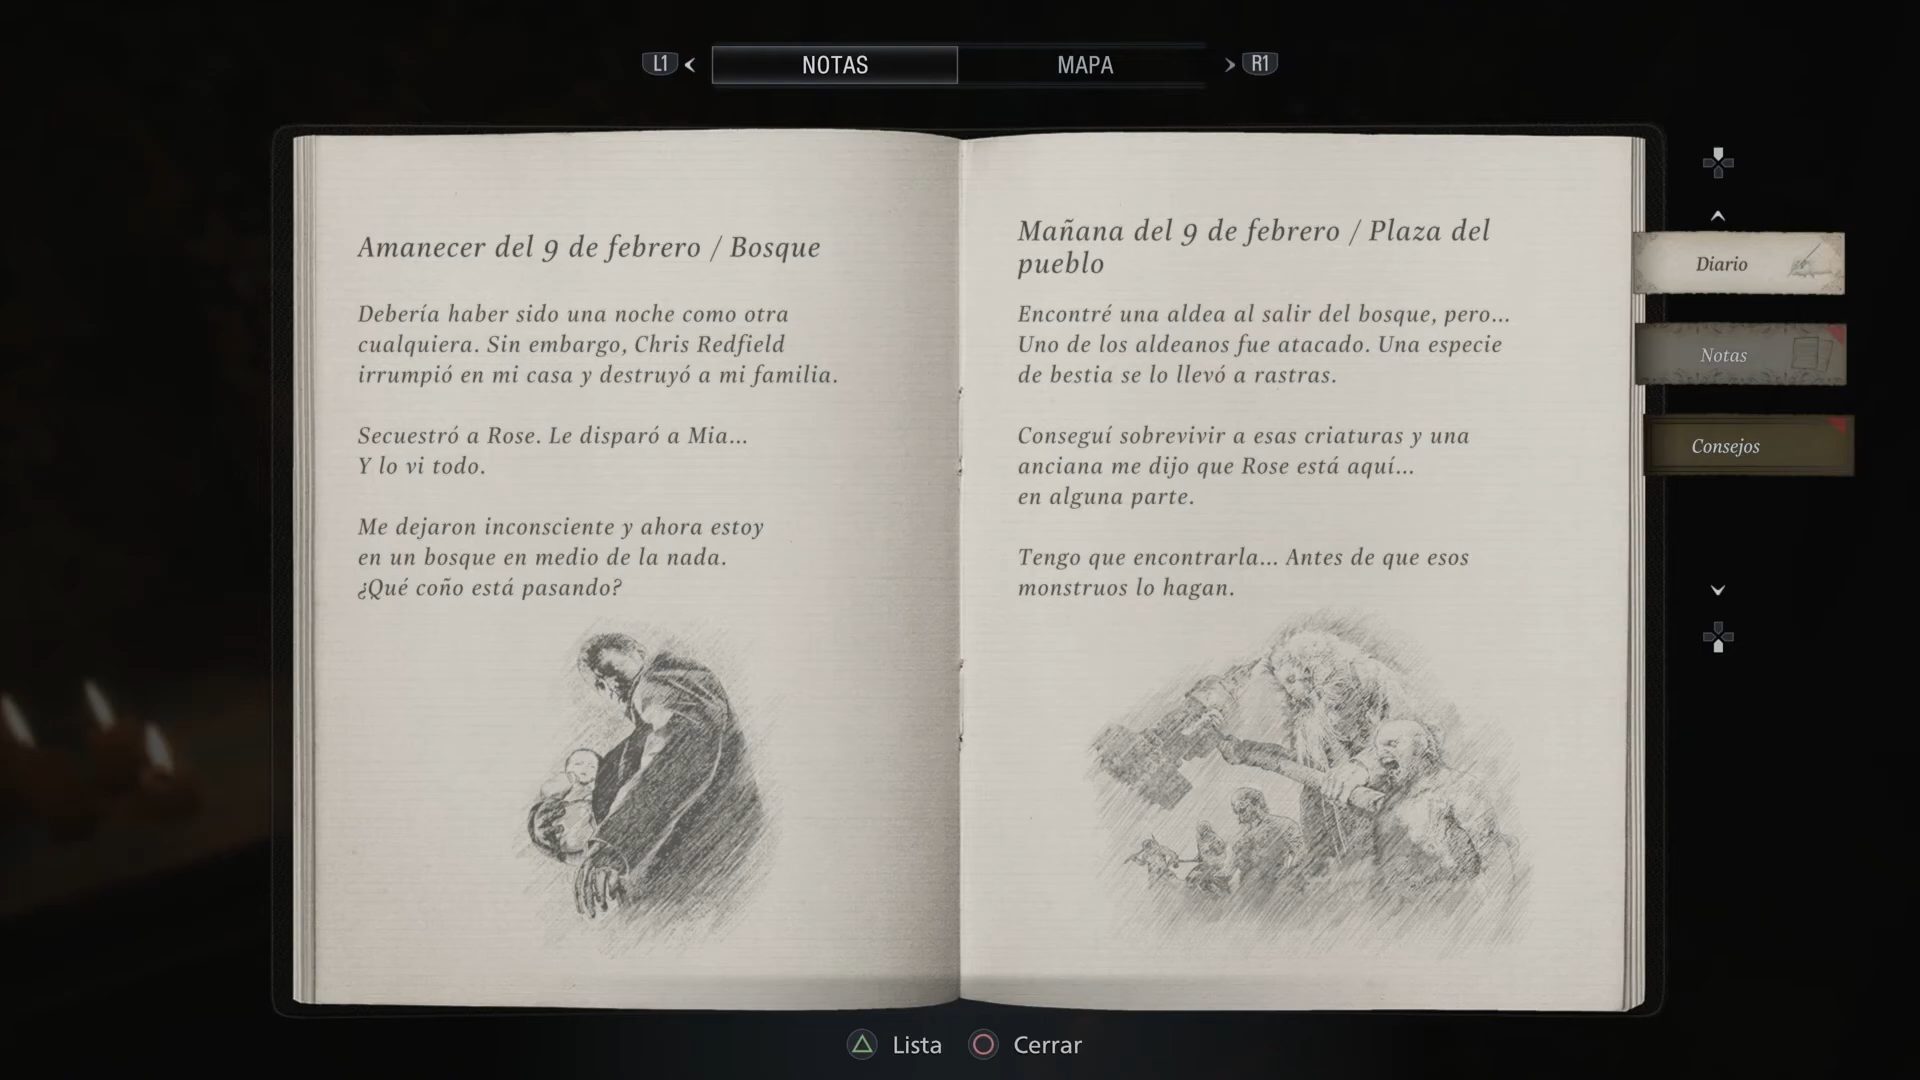 L1
NOTAS
MAPA
R1
Amanecer del 9 de febrero / Bosque
Debería haber sido una noche como otra
cualquiera. Sin embargo, Chris Redfield
irrumpió en mi casa y destruyó a mi familia.
Secuestró a Rose. Le disparó a Mia...
Y lo vi todo.
Me dejaron inconsciente y ahora estoy
en un bosque en medio de la nada.
¿Qué coño está pasando?
Mañana del 9 de febrero / Plaza del
pueblo
Encontré una aldea al salir del bosque, pero...
Uno de los aldeanos fue atacado. Una especie
de bestia se lo llevó a rastras.
Conseguí sobrevivir a esas criaturas y una
anciana me dijo que Rose está aquí...
en alguna parte.
Tengo que encontrarla... Antes de que esos
monstruos lo hagan.
Diario
Notas
Consejos
Lista
Cerrar